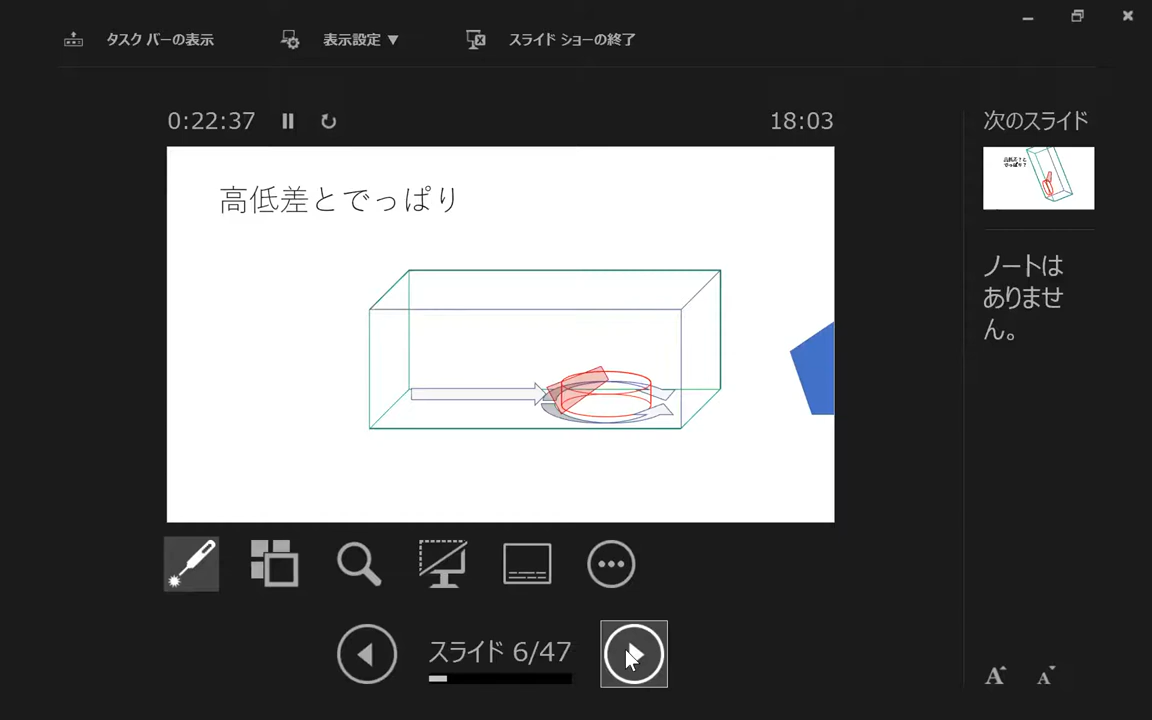 タスク バーの表示
表示設定 ▼
スライド ショーの終了
0:22:37
18:03
次のスライド
高低差とでっぱり
ノートは
ありませ
ん。
スライド 6/47
A
A